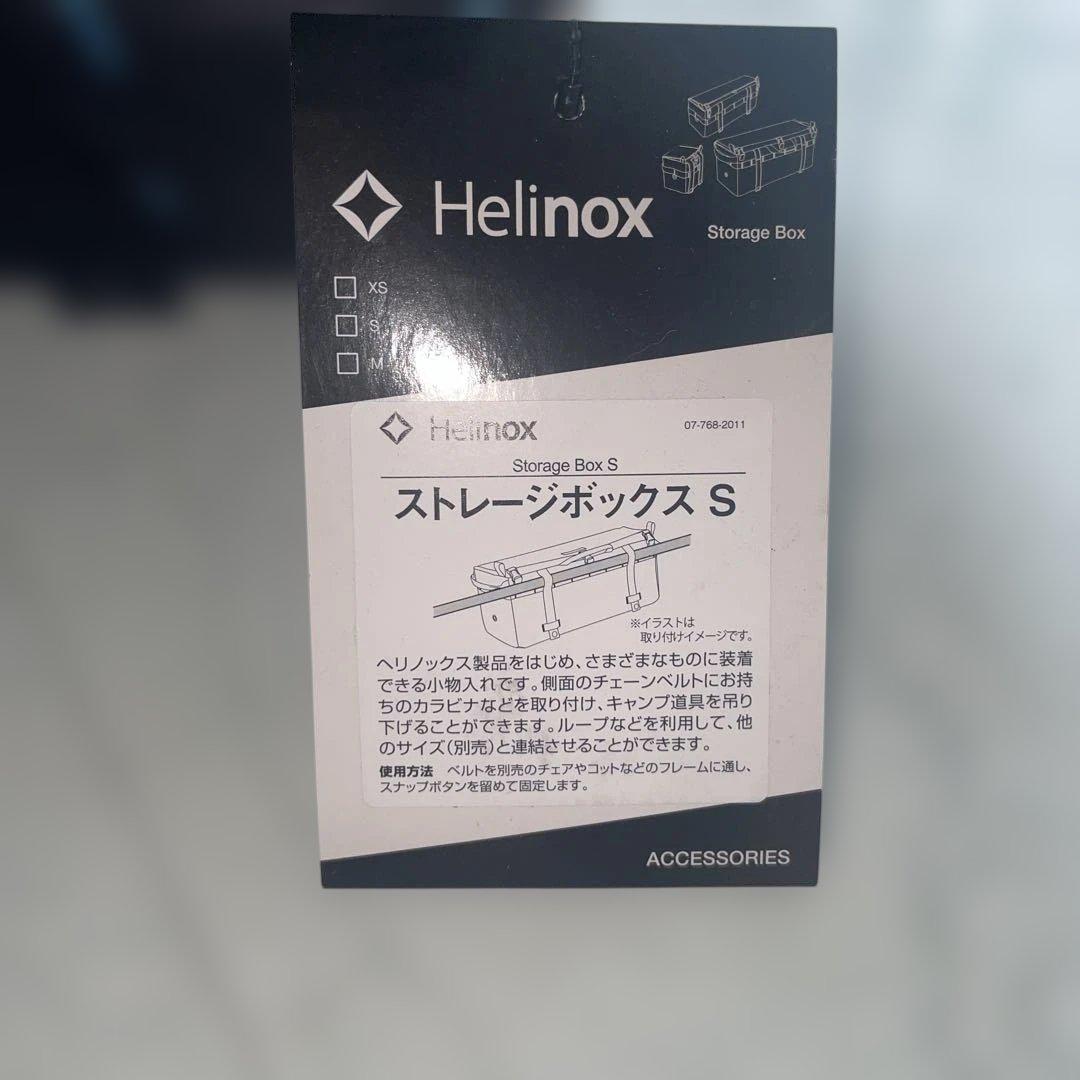 Helinox
Storage Box
XS
S
M
Helinox
07-768-2011
Storage Box S
ストレージボックス S
※イラストは
取り付けイメージです。
ヘリノックス製品をはじめ、さまざまなものに装着
できる小物入れです。側面のチェーンベルトにお持
ちのカラビナなどを取り付け、キャンプ道具を吊り
下げることができます。ループなどを利用して、他
のサイズ(別売)と連結させることができます。
使用方法 ベルトを別売のチェアやコットなどのフレームに通し、
スナップボタンを留めて固定します。
ACCESSORIES